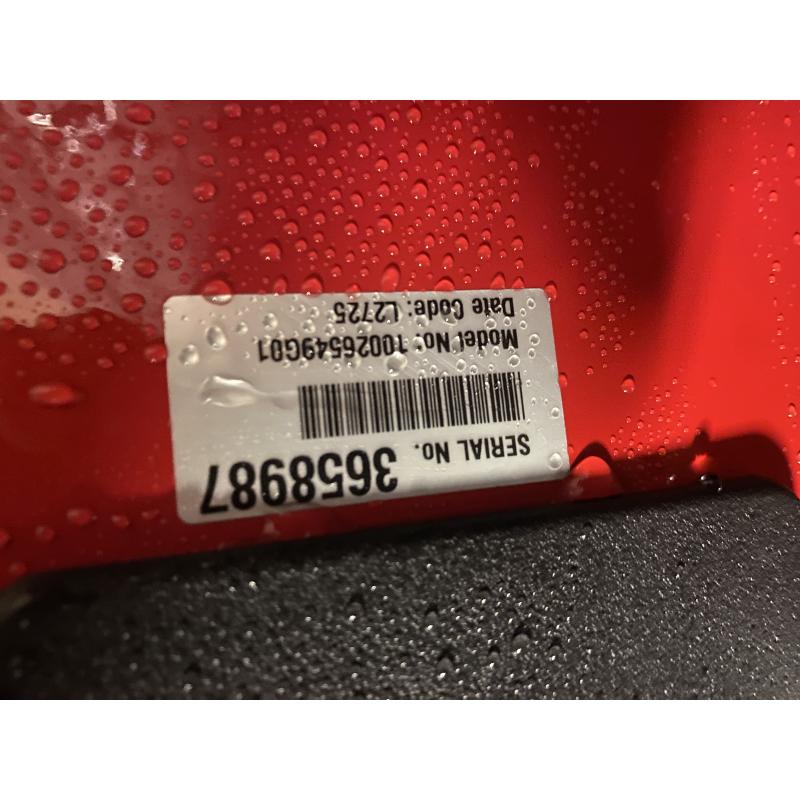 SERIAL No. 3658987
Model No: 10026549G01
Date Code: L2725